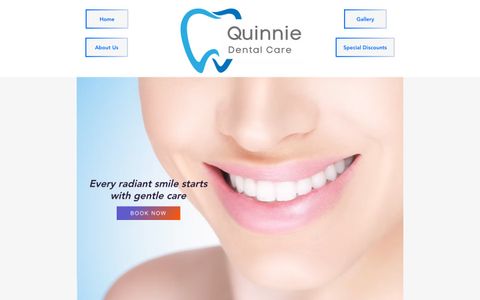 Home
About Us
Quinnie
Dental Care
Gallery
Special Discounts
Every radiant smile starts
with gentle care
BOOK NOW